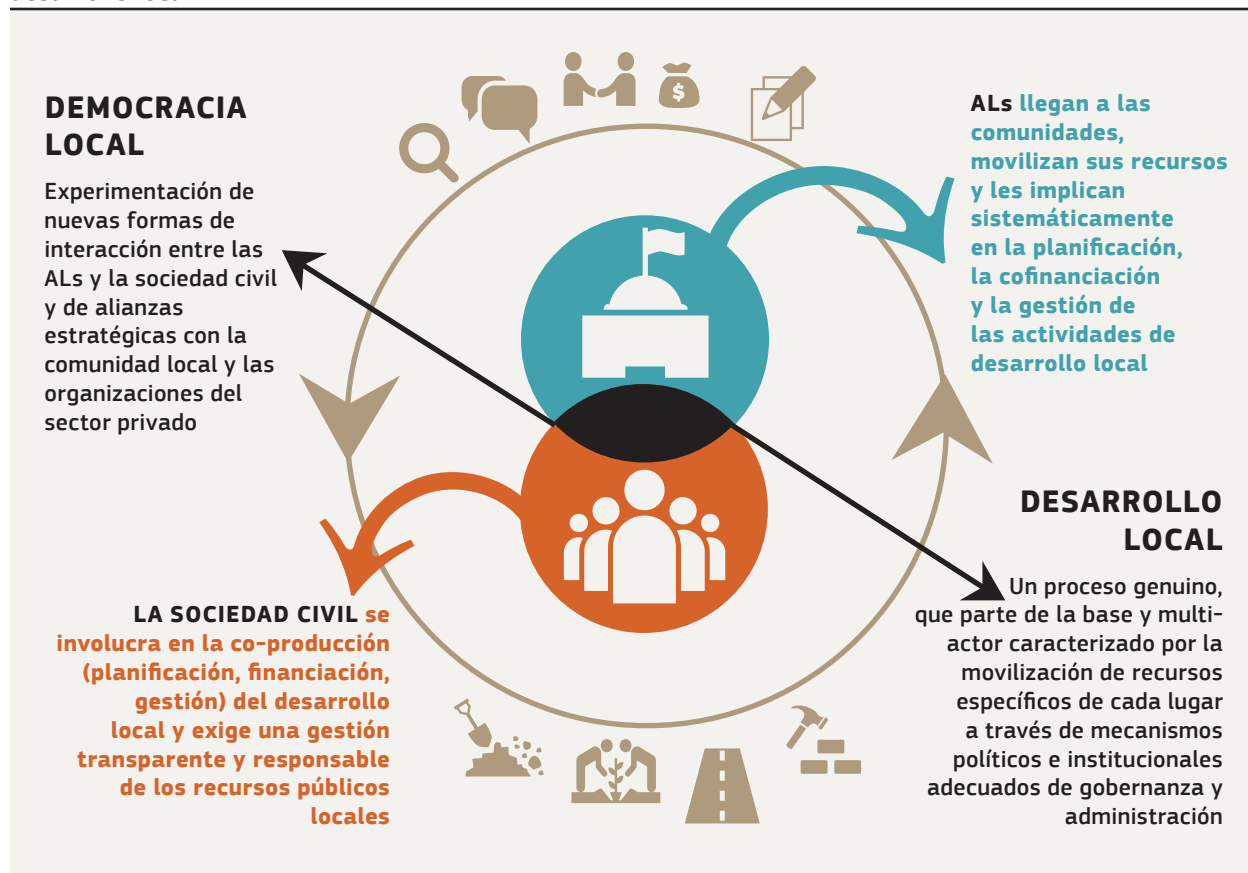 DEMOCRACIA
LOCAL
Experimentación de
nuevas formas de
interacción entre las
ALs y la sociedad civil
y de alianzas
estratégicas con la
comunidad local y las
organizaciones del
sector privado
$
ALs llegan a las
comunidades,
movilizan sus recursos
y les implican
sistemáticamente
en la planificación,
la cofinanciación
y la gestión de
las actividades de
desarrollo local
LA SOCIEDAD CIVIL se
involucra en la co-producción
(planificación, financiación,
gestión) del desarrollo
local y exige una gestión
transparente y responsable
de los recursos públicos
locales
DESARROLLO
LOCAL
Un proceso genuino,
que parte de la base y multi-
actor caracterizado por la
movilización de recursos
específicos de cada lugar
a través de mecanismos
políticos e institucionales
adecuados de gobernanza y
administración